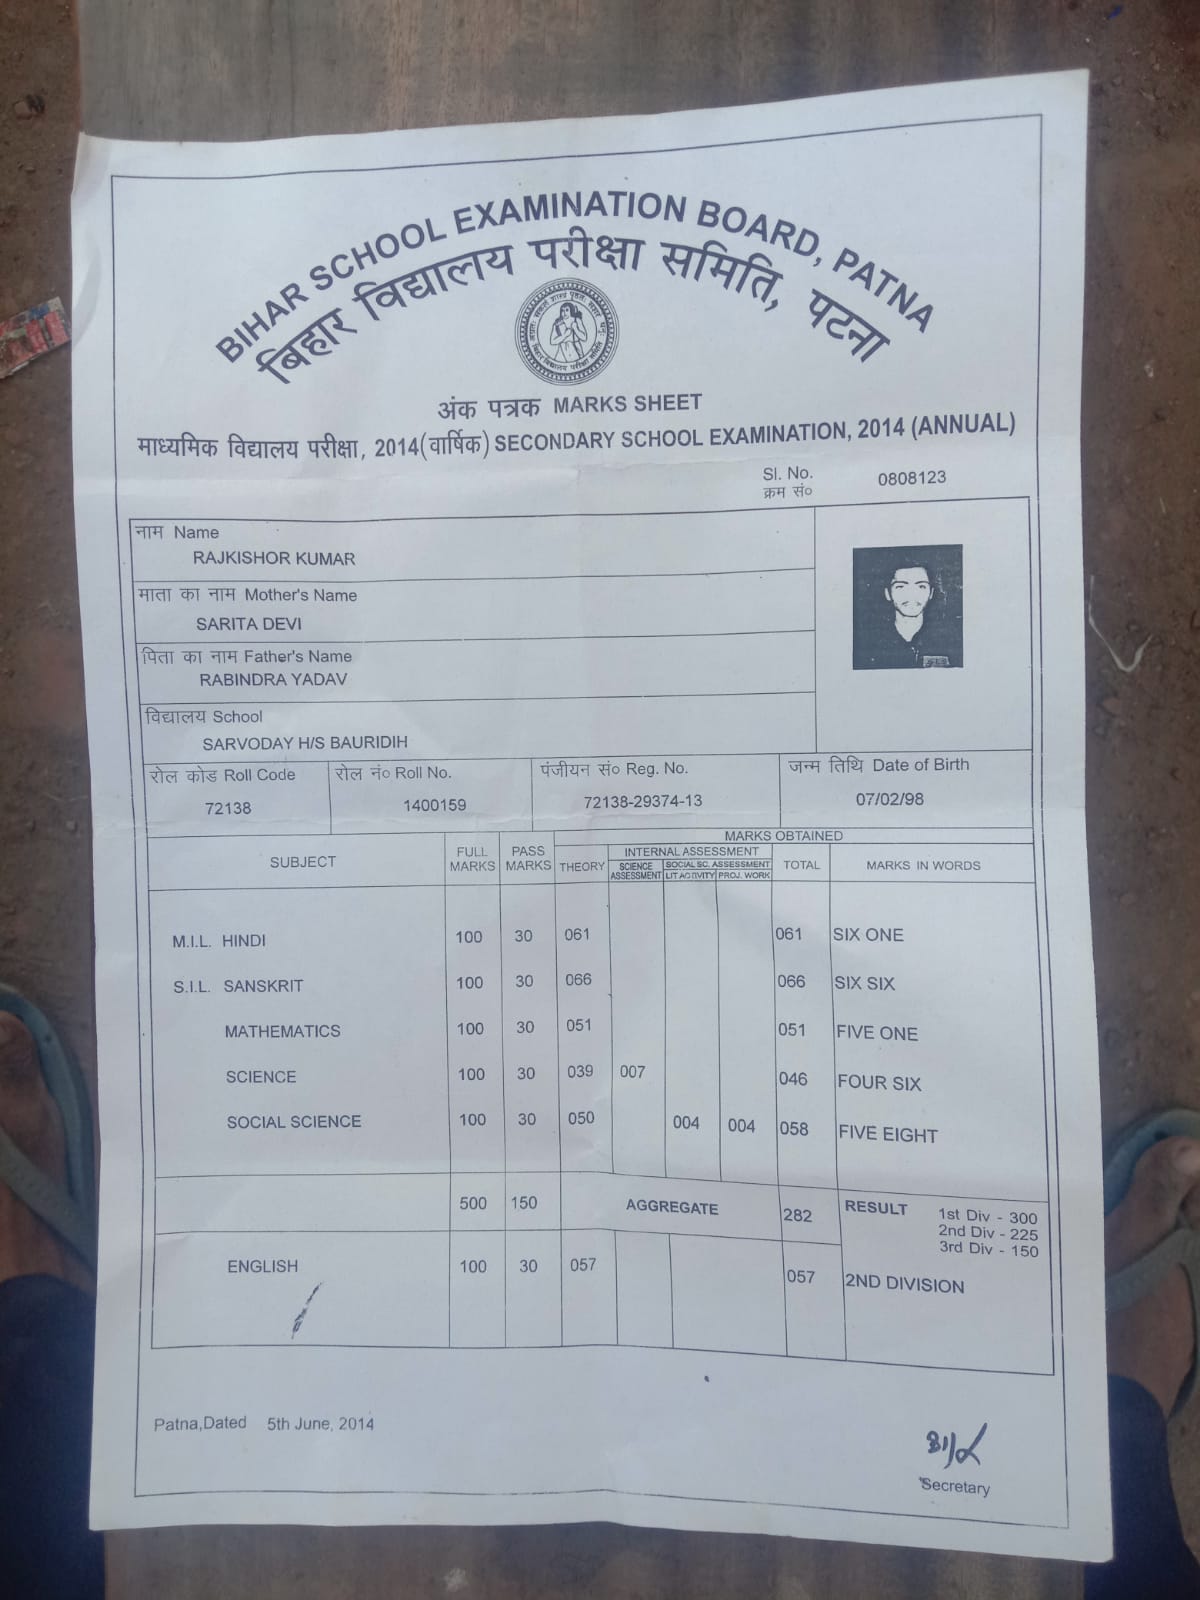 BIHAR SCHOOL EXAMINATION BOARD, PATNA
बिहार विद्यालय परीक्षा समिति, पटना
अंक पत्रक MARKS SHEET
माध्यमिक विद्यालय परीक्षा, 2014(वार्षिक) SECONDARY SCHOOL EXAMINATION, 2014 (ANNUAL)
Sl. No. 0808123
क्रम सं०
नाम Name
RAJKISHOR KUMAR
माता का नाम Mother's Name
SARITA DEVI
पिता का नाम Father's Name
RABINDRA YADAV
विद्यालय School
SARVODAY H/S BAURIDIH
रोल कोड Roll Code रोल नं० Roll No. पंजीयन सं० Reg. No. जन्म तिथि Date of Birth
72138 1400159 72138-29374-13 07/02/98
MARKS OBTAINED
SUBJECT FULL MARKS PASS MARKS THEORY INTERNAL ASSESSMENT TOTAL MARKS IN WORDS
SCIENCE ASSESSMENT SOCIAL SC. ASSESSMENT
LIT ACTIVITY PROJ. WORK
M.I.L. HINDI 100 30 061 061 SIX ONE
S.I.L. SANSKRIT 100 30 066 066 SIX SIX
MATHEMATICS 100 30 051 051 FIVE ONE
SCIENCE 100 30 039 007 046 FOUR SIX
SOCIAL SCIENCE 100 30 050 004 004 058 FIVE EIGHT
500 150 AGGREGATE 282 RESULT 1st Div - 300
2nd Div - 225
3rd Div - 150
ENGLISH 100 30 057 057 2ND DIVISION
Patna,Dated 5th June, 2014
Secretary